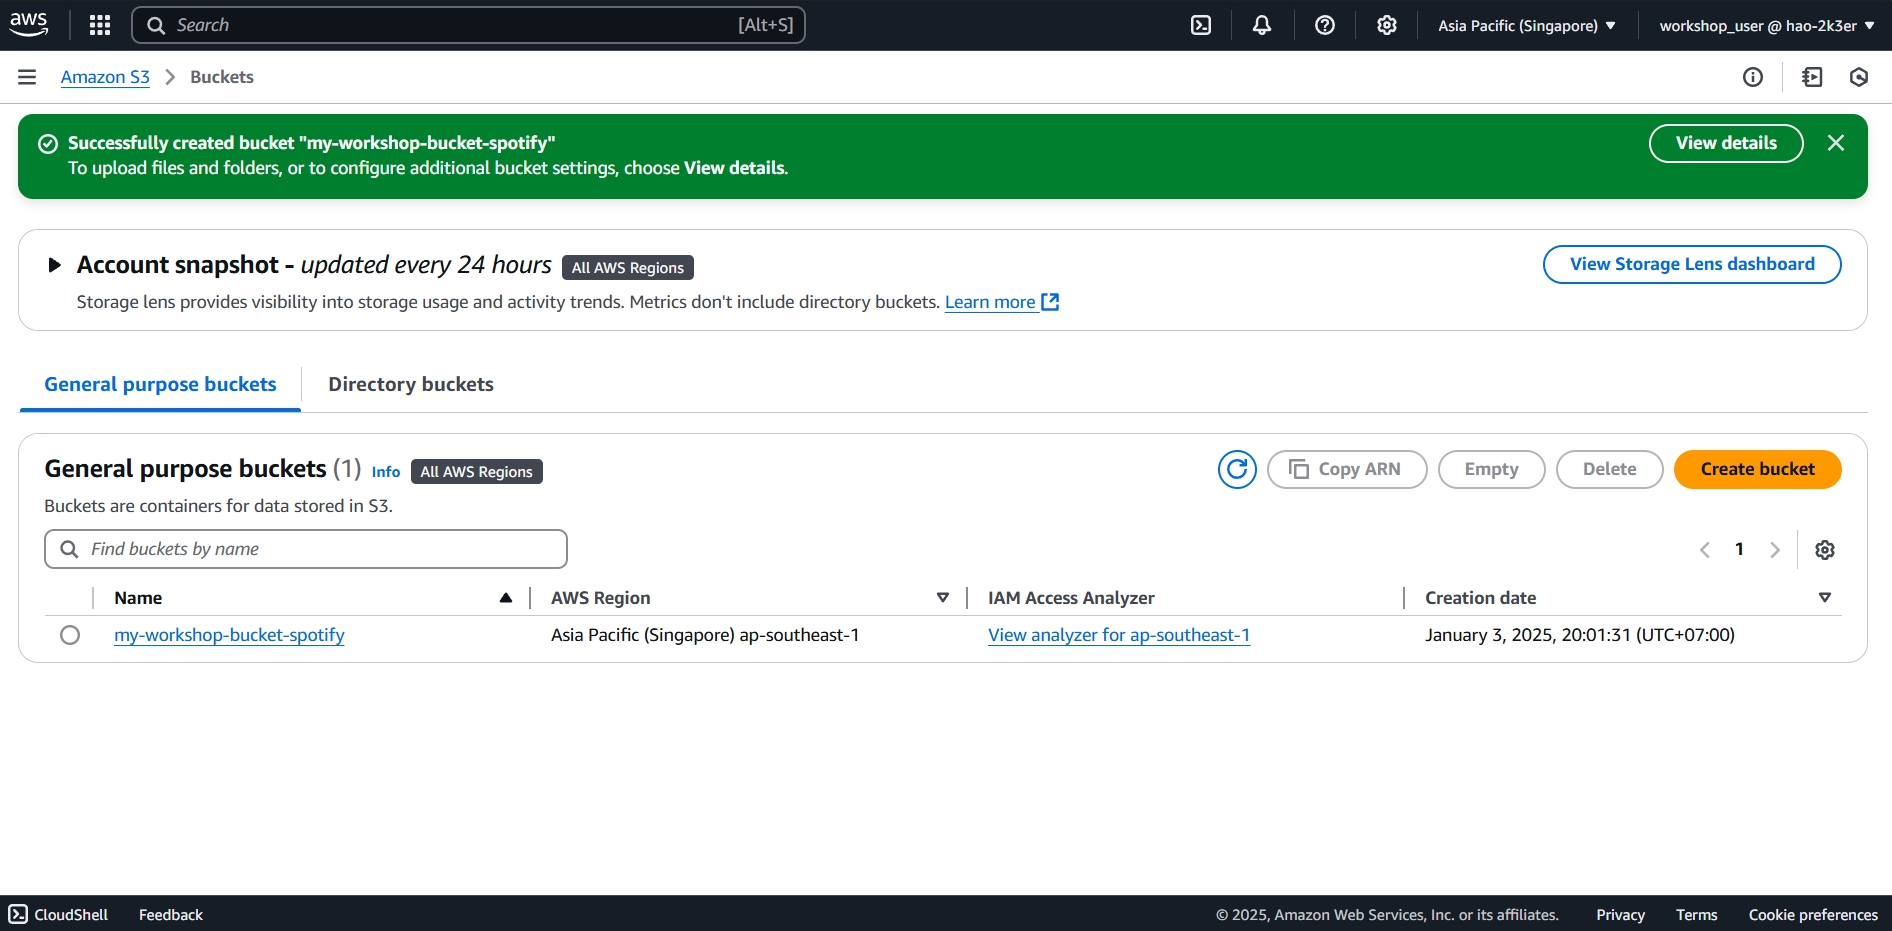 aws
Search [Alt+S]
Asia Pacific (Singapore)
workshop_user @ hao-2k3er
Amazon S3
Buckets
Successfully created bucket "my-workshop-bucket-spotify"
To upload files and folders, or to configure additional bucket settings, choose View details.
View details
Account snapshot - updated every 24 hours
All AWS Regions
View Storage Lens dashboard
Storage lens provides visibility into storage usage and activity trends. Metrics don't include directory buckets. Learn more
General purpose buckets
Directory buckets
General purpose buckets (1) Info
All AWS Regions
Copy ARN
Empty
Delete
Create bucket
Buckets are containers for data stored in S3.
Find buckets by name
1
Name
AWS Region
IAM Access Analyzer
Creation date
my-workshop-bucket-spotify
Asia Pacific (Singapore) ap-southeast-1
View analyzer for ap-southeast-1
January 3, 2025, 20:01:31 (UTC+07:00)
CloudShell
Feedback
© 2025, Amazon Web Services, Inc. or its affiliates.
Privacy
Terms
Cookie preferences